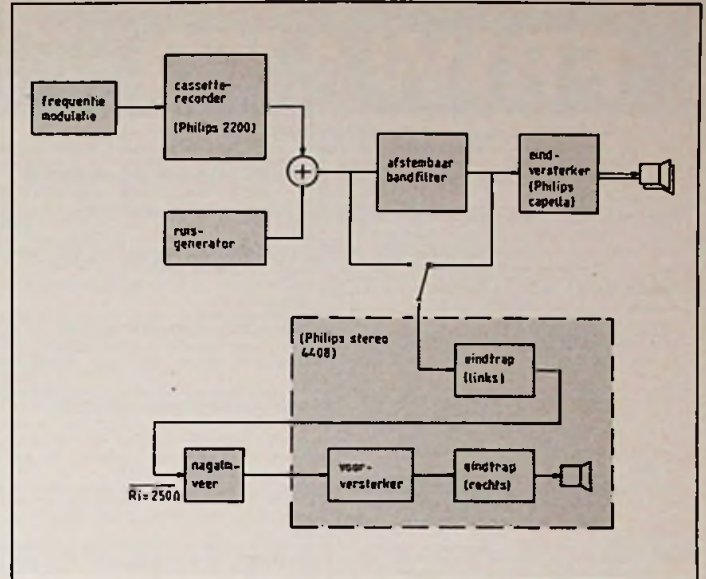 frequentie
modulatie
cassette-
recorder
(Philips 2200)
ruis-
generator
+
afstembaar
bandfilter
eind-
versterker
(Philips
capella)
(Philips stereo
4408)
eindtrap
(links)
Ri=250Ω
nagalm-
veer
voor-
versterker
eindtrap
(rechts)